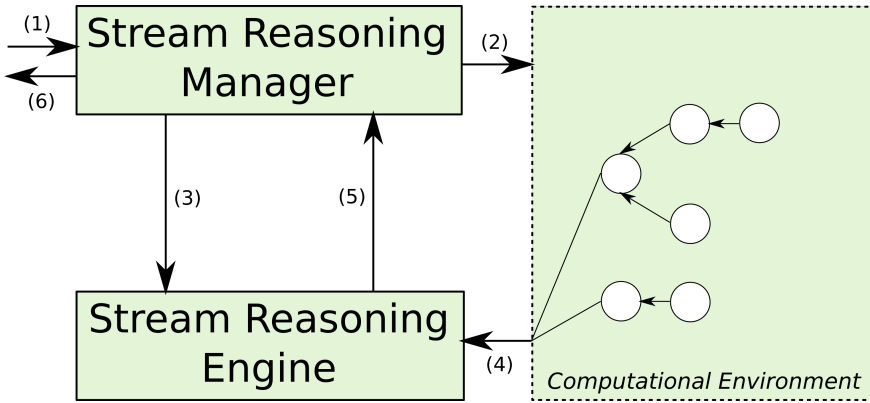 (1)
Stream Reasoning
Manager
(2)
(6)
(3)
(5)
Stream Reasoning
Engine
(4)
Computational Environment